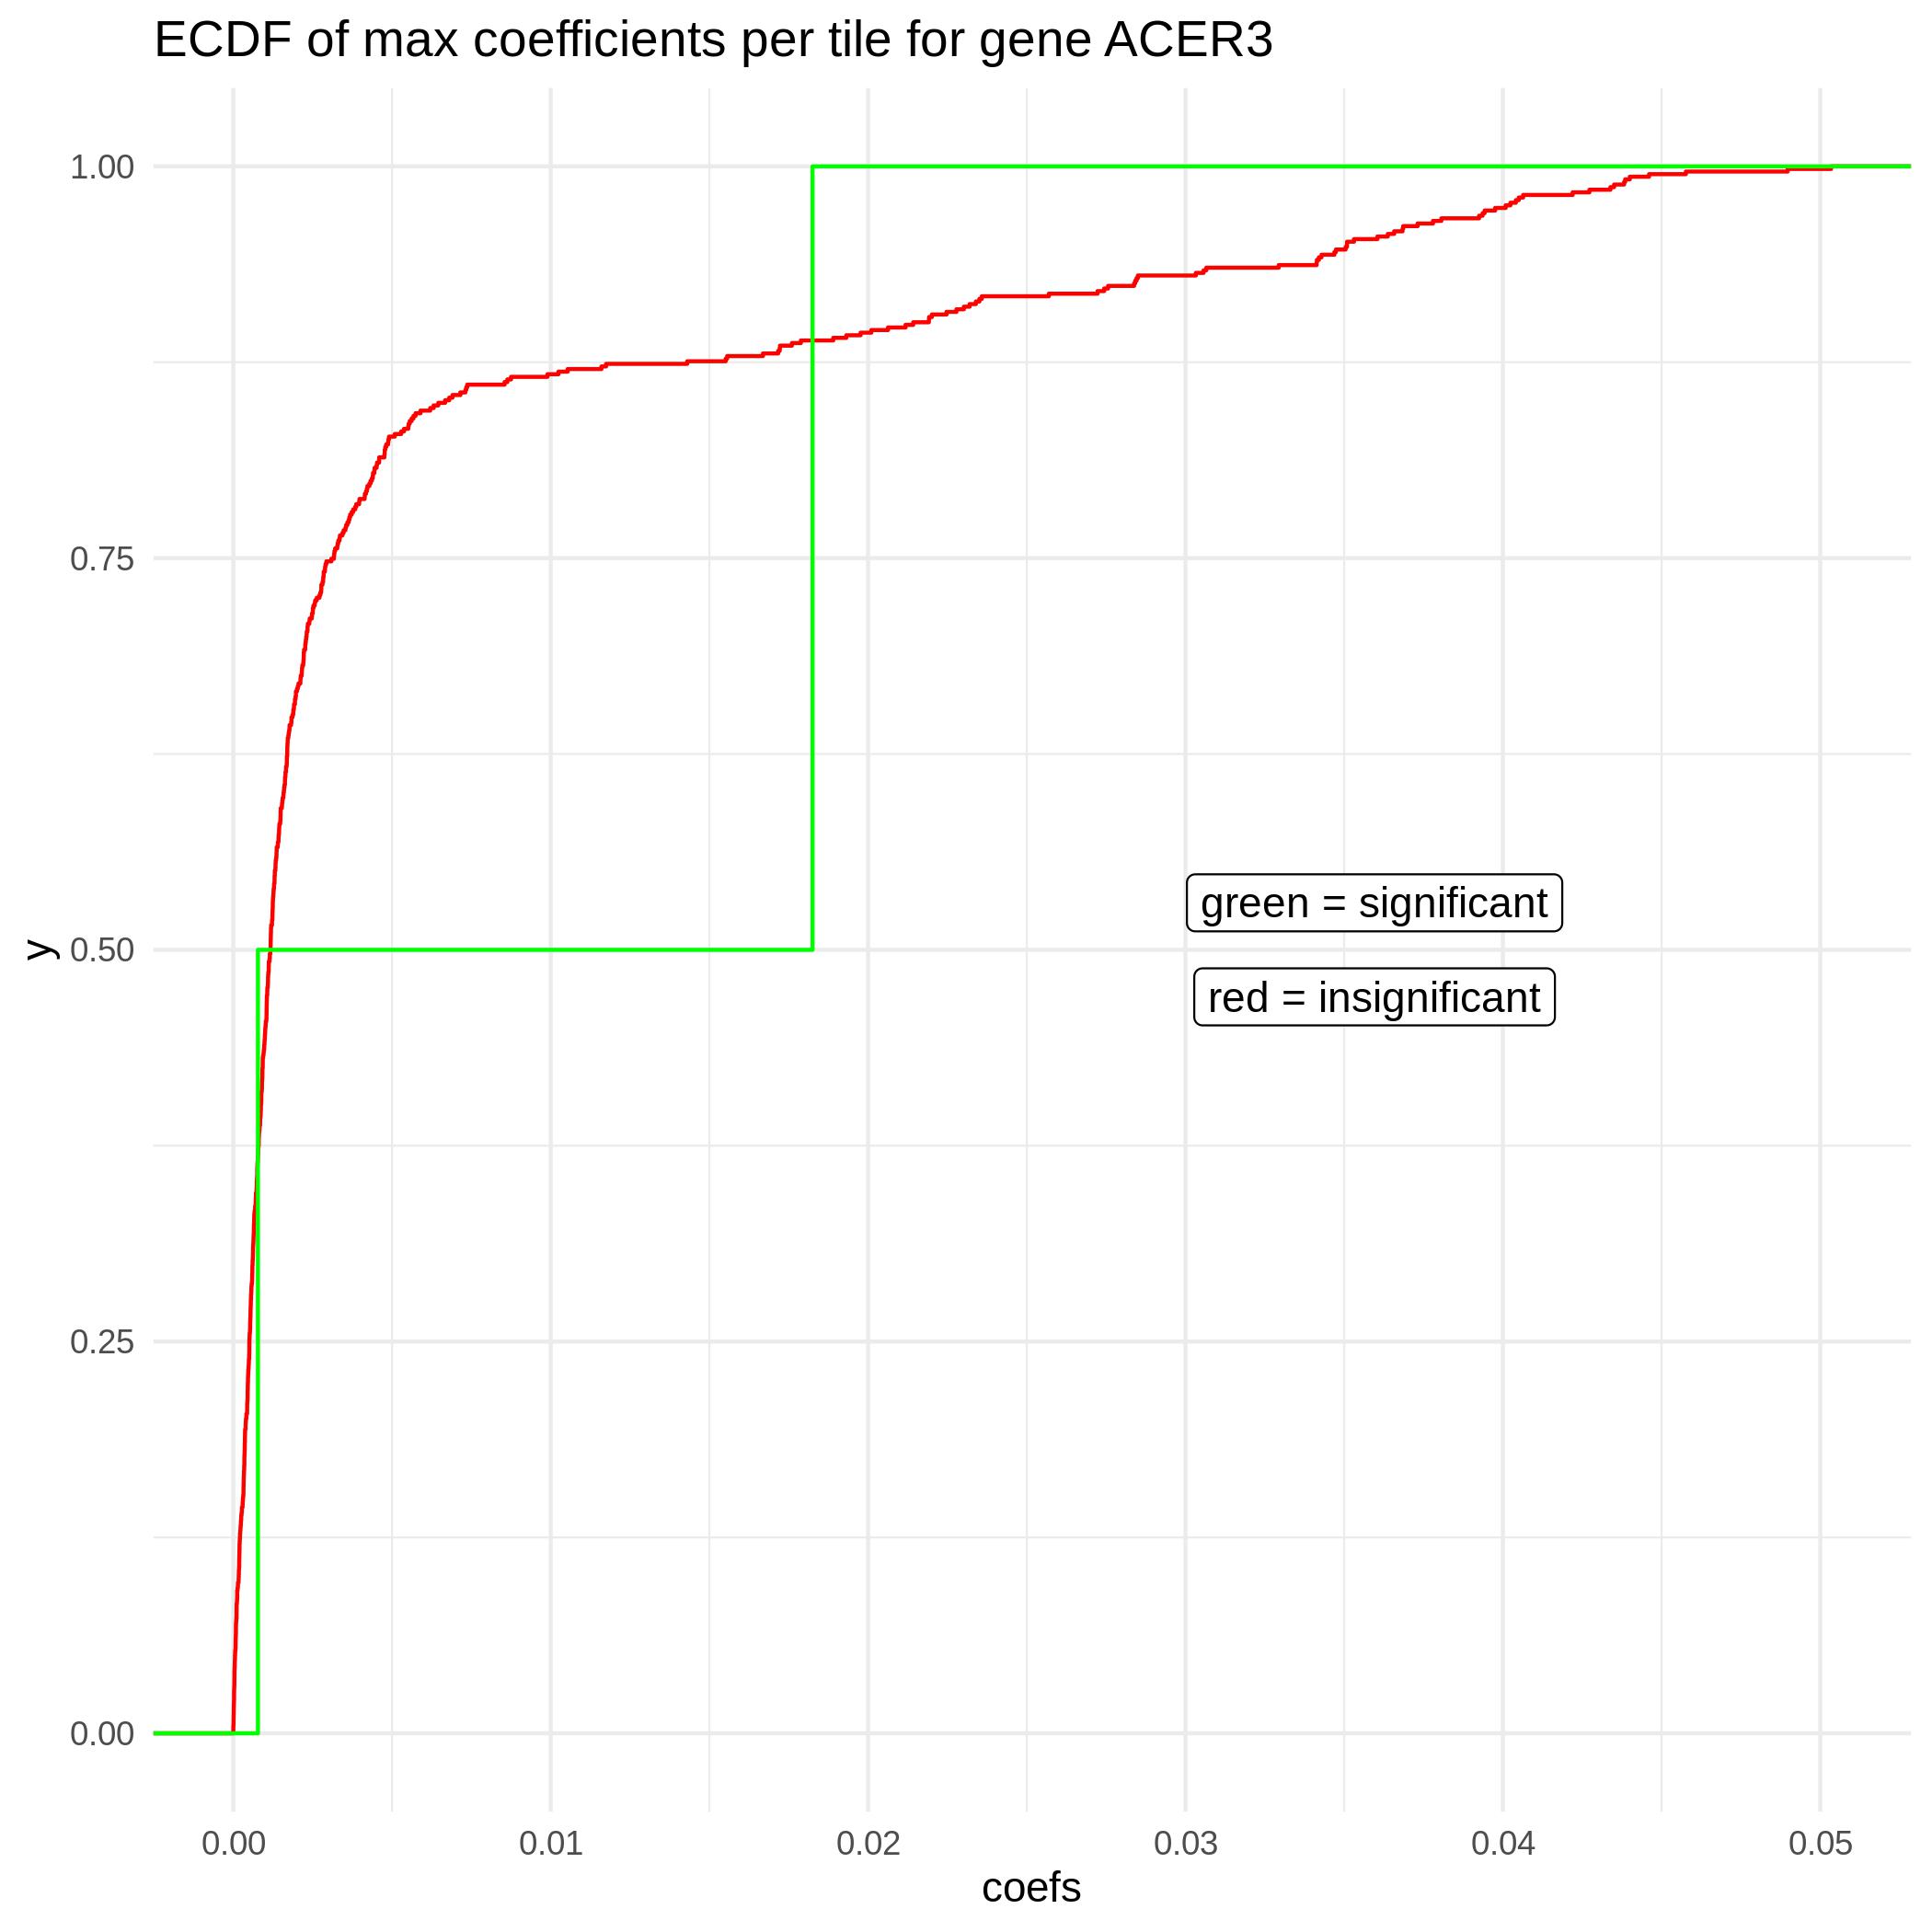 ECDF of max coefficients per tile for gene ACER3
1.00
0.75
0.50
0.25
0.00
y
green = significant
red = insignificant
0.00 0.01 0.02 0.03 0.04 0.05
coefs